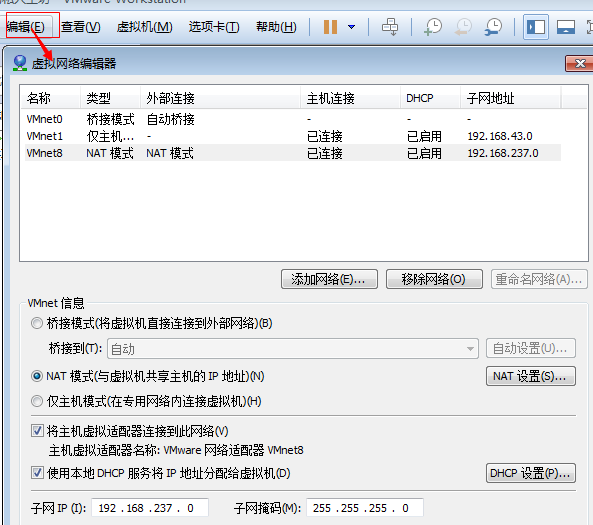 VMware Workstation
编辑(E) 查看(V) 虚拟机(M) 选项卡(T) 帮助(H)
虚拟网络编辑器
名称 类型 外部连接 主机连接 DHCP 子网地址
VMnet0 桥接模式 自动桥接 - - -
VMnet1 仅主机... - 已连接 已启用 192.168.43.0
VMnet8 NAT 模式 NAT 模式 已连接 已启用 192.168.237.0
添加网络(E)... 移除网络(O) 重命名网络(A)...
VMnet 信息
桥接模式(将虚拟机直接连接到外部网络)(B)
桥接到(T): 自动 自动设置(U)...
NAT 模式(与虚拟机共享主机的 IP 地址)(N) NAT 设置(S)...
仅主机模式(在专用网络内连接虚拟机)(H)
将主机虚拟适配器连接到此网络(V)
主机虚拟适配器名称: VMware 网络适配器 VMnet8
使用本地 DHCP 服务将 IP 地址分配给虚拟机(D) DHCP 设置(P)...
子网 IP (I): 192 .168 .237 . 0 子网掩码(M): 255 .255 .255 . 0